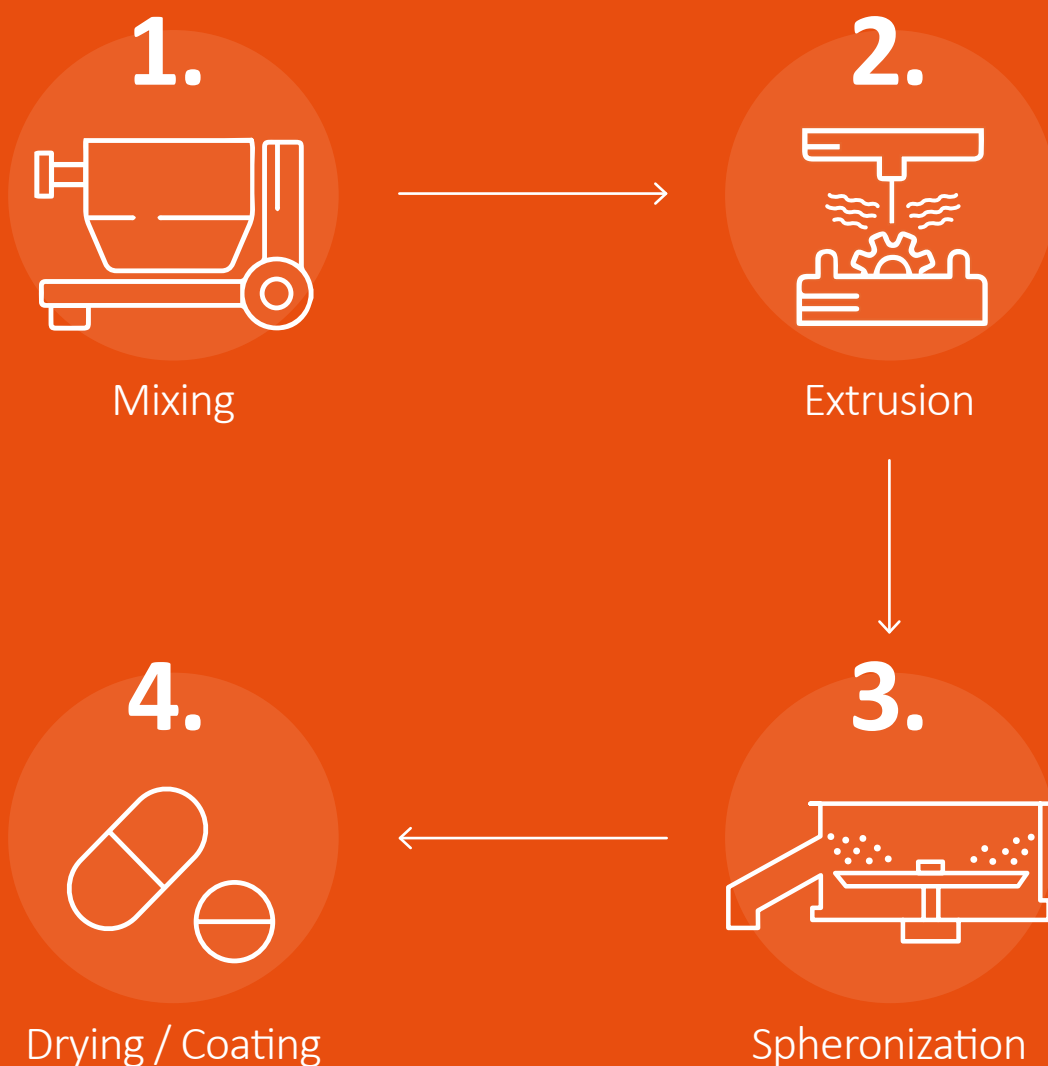 1.
Mixing
2.
Extrusion
3.
Spheronization
4.
Drying / Coating